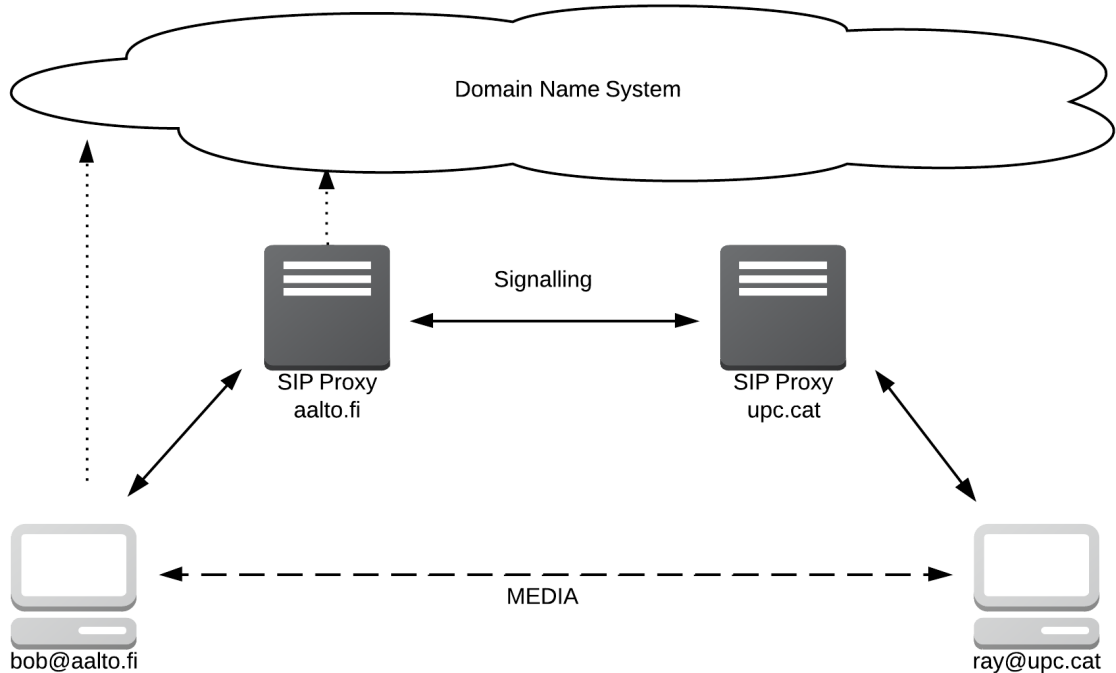 Domain Name System
Signalling
SIP Proxy
aalto.fi
SIP Proxy
upc.cat
MEDIA
bob@aalto.fi
ray@upc.cat